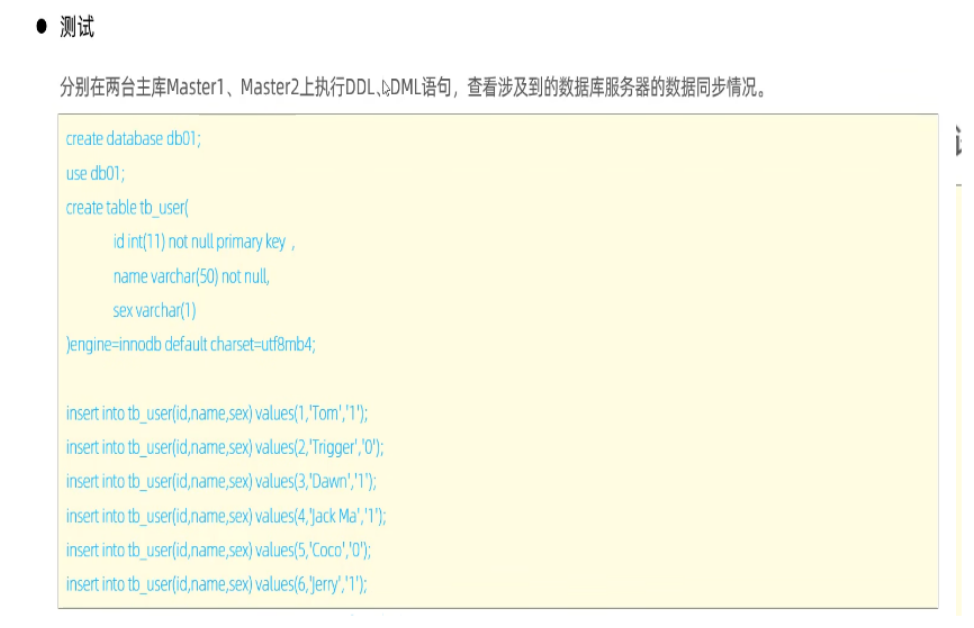 ● 测试
分别在两台主库Master1、Master2上执行DDL、DML语句，查看涉及到的数据库服务器的数据同步情况。
create database db01;
use db01;
create table tb_user(
id int(11) not null primary key ,
name varchar(50) not null,
sex varchar(1)
)engine=innodb default charset=utf8mb4;
insert into tb_user(id,name,sex) values(1,'Tom','1');
insert into tb_user(id,name,sex) values(2,'Trigger','0');
insert into tb_user(id,name,sex) values(3,'Dawn','1');
insert into tb_user(id,name,sex) values(4,'Jack Ma','1');
insert into tb_user(id,name,sex) values(5,'Coco','0');
insert into tb_user(id,name,sex) values(6,'Jerry','1');